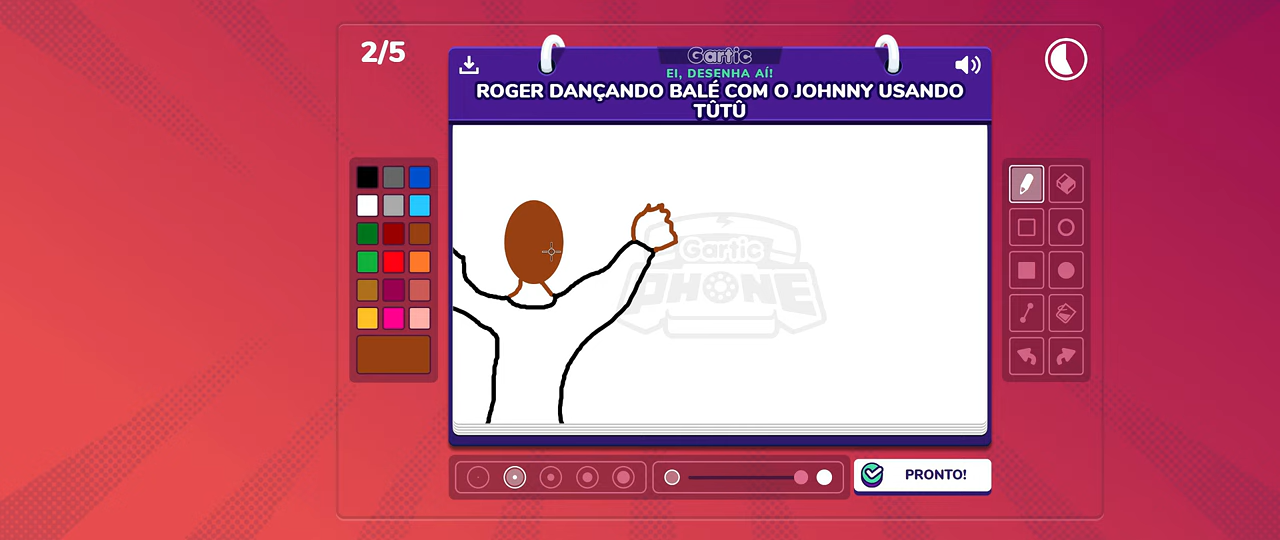 2/5
Gartic
EI, DESENHA AÍ!
ROGER DANÇANDO BALÉ COM O JOHNNY USANDO
TÛTÛ
Gartic
PHONE
PRONTO!